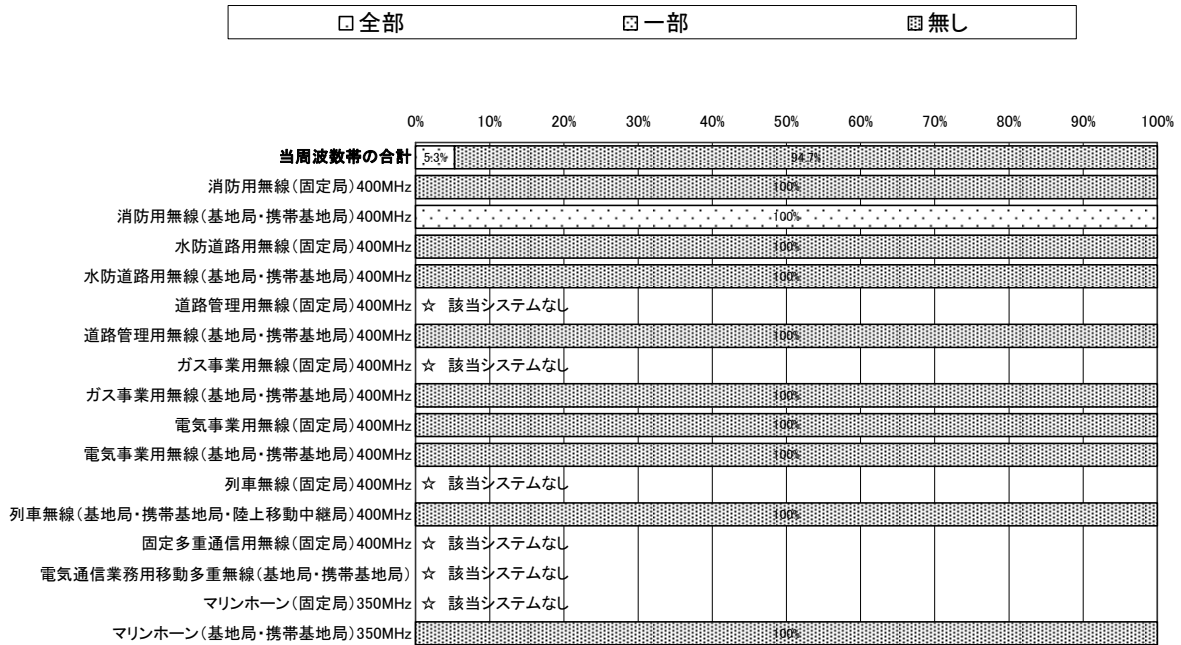 全部 一部 無し
0% 10% 20% 30% 40% 50% 60% 70% 80% 90% 100%
当周波数帯の合計 5.3% 94.7%
消防用無線(固定局)400MHz 100%
消防用無線(基地局・携帯基地局)400MHz 100%
水防道路用無線(固定局)400MHz 100%
水防道路用無線(基地局・携帯基地局)400MHz 100%
道路管理用無線(固定局)400MHz ☆ 該当システムなし
道路管理用無線(基地局・携帯基地局)400MHz 100%
ガス事業用無線(固定局)400MHz ☆ 該当システムなし
ガス事業用無線(基地局・携帯基地局)400MHz 100%
電気事業用無線(固定局)400MHz 100%
電気事業用無線(基地局・携帯基地局)400MHz 100%
列車無線(固定局)400MHz ☆ 該当システムなし
列車無線(基地局・携帯基地局・陸上移動中継局)400MHz 100%
固定多重通信用無線(固定局)400MHz ☆ 該当システムなし
電気通信業務用移動多重無線(基地局・携帯基地局) ☆ 該当システムなし
マリンホーン(固定局)350MHz ☆ 該当システムなし
マリンホーン(基地局・携帯基地局)350MHz 100%